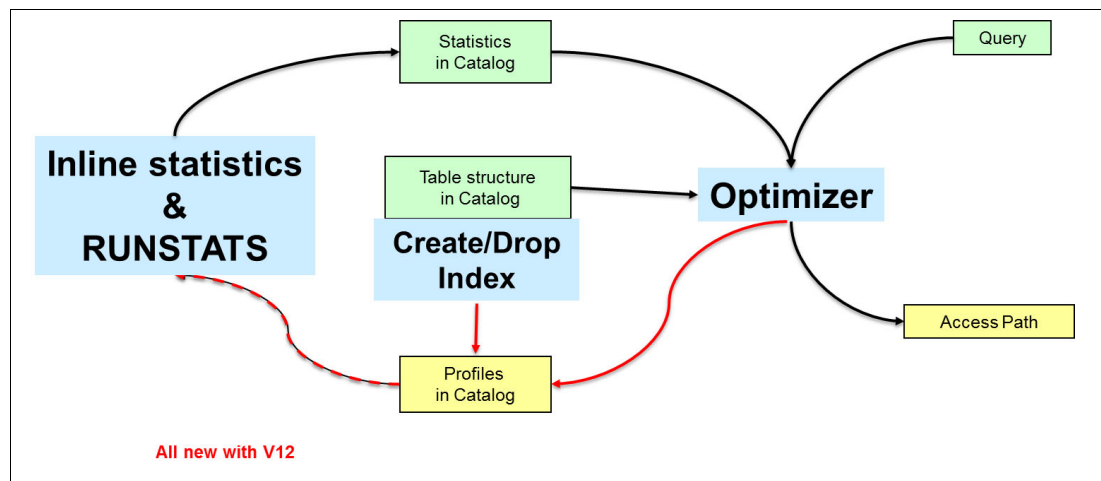 Statistics
in Catalog
Query
Inline statistics
&
RUNSTATS
Table structure
in Catalog
Optimizer
Create/Drop
Index
Access Path
Profiles
in Catalog
All new with V12